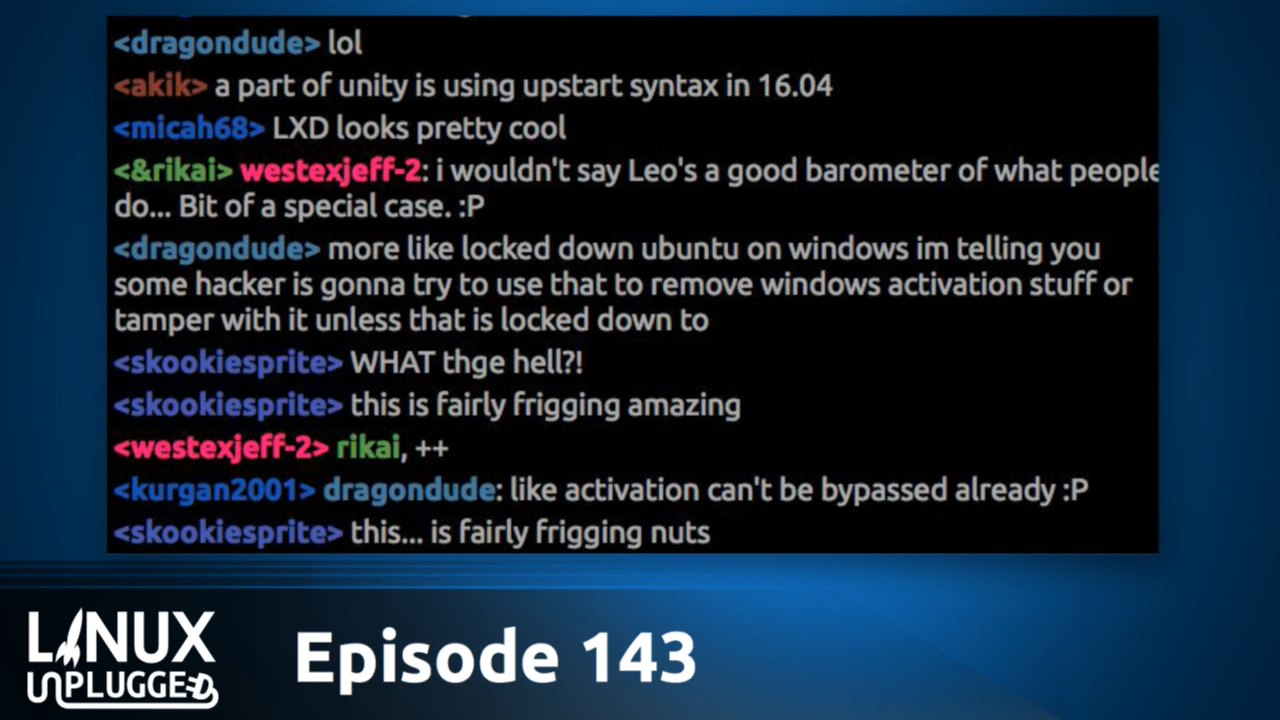 <dragondude> lol
<akik> a part of unity is using upstart syntax in 16.04
<micah68> LXD looks pretty cool
<&rikai> westexjeff-2: i wouldn't say Leo's a good barometer of what people
do... Bit of a special case. :P
<dragondude> more like locked down ubuntu on windows im telling you
some hacker is gonna try to use that to remove windows activation stuff or
tamper with it unless that is locked down to
<skookiesprite> WHAT thge hell?!
<skookiesprite> this is fairly frigging amazing
<westexjeff-2> rikai, ++
<kurgan2001> dragondude: like activation can't be bypassed already :P
<skookiesprite> this... is fairly frigging nuts
LINUX
UNPLUGGED
Episode 143